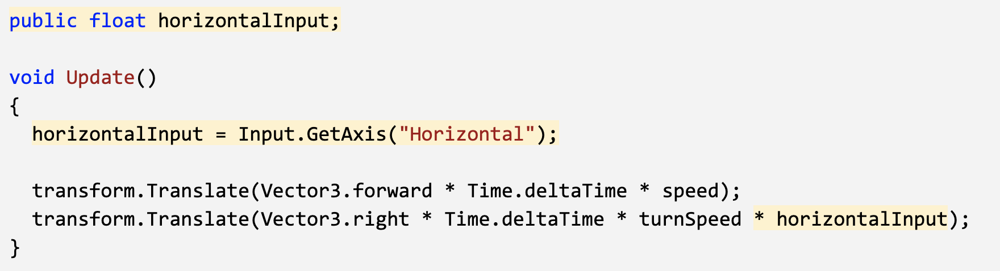 public float horizontalInput;
void Update()
{
horizontalInput = Input.GetAxis("Horizontal");
transform.Translate(Vector3.forward * Time.deltaTime * speed);
transform.Translate(Vector3.right * Time.deltaTime * turnSpeed * horizontalInput);
}